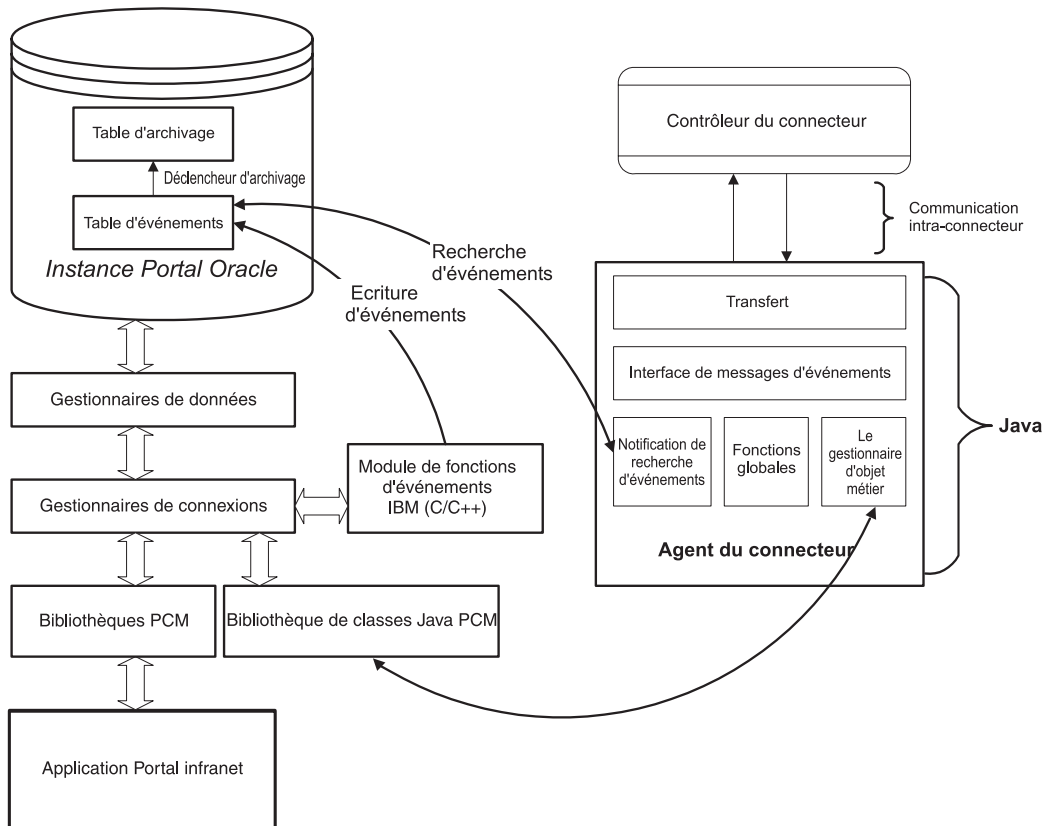 Table d'archivage
Déclencheur d'archivage
Table d'événements
Instance Portal Oracle
Recherche
d'événements
Ecriture
d'événements
Gestionnaires de données
Gestionnaires de connexions
Module de fonctions
d'événements
IBM (C/C++)
Bibliothèques PCM
Bibliothèque de classes Java PCM
Application Portal infranet
Contrôleur du connecteur
Communication
intra-connecteur
Transfert
Interface de messages d'événements
Notification de
recherche
d'événements
Fonctions
globales
Le
gestionnaire
d'objet
métier
Agent du connecteur
Java